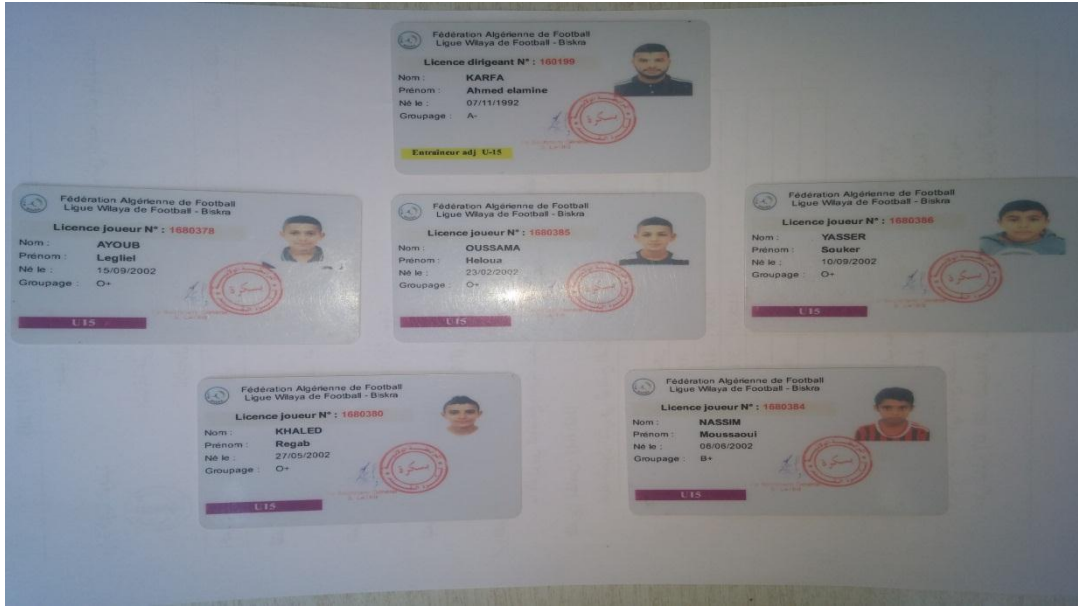 Fédération Algérienne de Football
Ligue Wilaya de Football - Biskra
Licence dirigeant N° : 160199
Nom : KARFA
Prénom : Ahmed elamine
Né le : 07/11/1992
Groupage : A-
بسكرة
Entraineur adj U-15
Fédération Algérienne de Football
Ligue Wilaya de Football - Biskra
Licence joueur N° : 1680378
Nom : AYOUB
Prénom : Legliel
Né le : 15/09/2002
Groupage : O+
بسكرة
U15
Fédération Algérienne de Football
Ligue Wilaya de Football - Biskra
Licence joueur N° : 1680385
Nom : OUSSAMA
Prénom : Heloua
Né le : 23/02/2002
Groupage : O+
بسكرة
U15
Fédération Algérienne de Football
Ligue Wilaya de Football - Biskra
Licence joueur N° : 1680386
Nom : YASSER
Prénom : Souker
Né le : 10/09/2002
Groupage : O+
بسكرة
U15
Fédération Algérienne de Football
Ligue Wilaya de Football - Biskra
Licence joueur N° : 1680380
Nom : KHALED
Prénom : Regab
Né le : 27/05/2002
Groupage : O+
بسكرة
U15
Fédération Algérienne de Football
Ligue Wilaya de Football - Biskra
Licence joueur N° : 1680384
Nom : NASSIM
Prénom : Moussaoui
Né le : 06/06/2002
Groupage : B+
بسكرة
U15